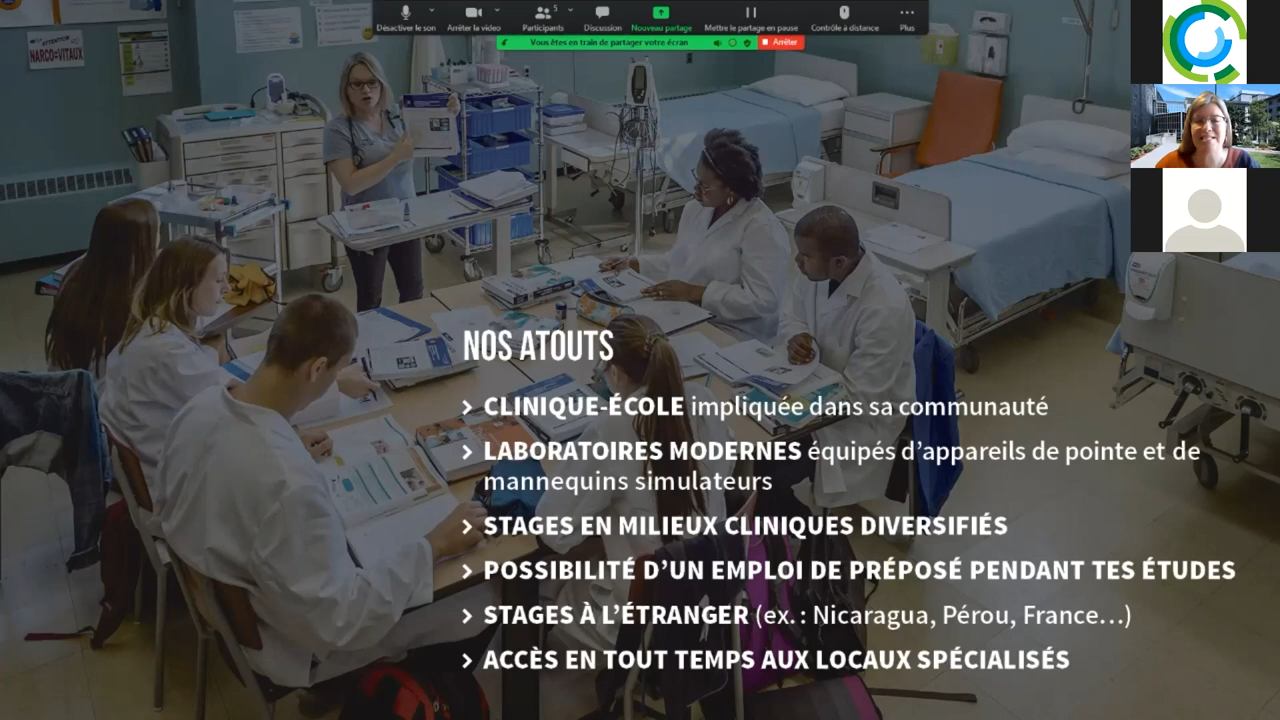 5
Désactiver le son
Arrêter la vidéo
Participants
Discussion
Nouveau partage
Mettre le partage en pause
Contrôle à distance
Plus
Vous êtes en train de partager votre écran
Arrêter
ATTENTION
NARCO=VITAUX
NOS ATOUTS
CLINIQUE-ÉCOLE impliquée dans sa communauté
LABORATOIRES MODERNES équipés d’appareils de pointe et de
mannequins simulateurs
STAGES EN MILIEUX CLINIQUES DIVERSIFIÉS
POSSIBILITÉ D’UN EMPLOI DE PRÉPOSÉ PENDANT TES ÉTUDES
STAGES À L’ÉTRANGER (ex. : Nicaragua, Pérou, France…)
ACCÈS EN TOUT TEMPS AUX LOCAUX SPÉCIALISÉS